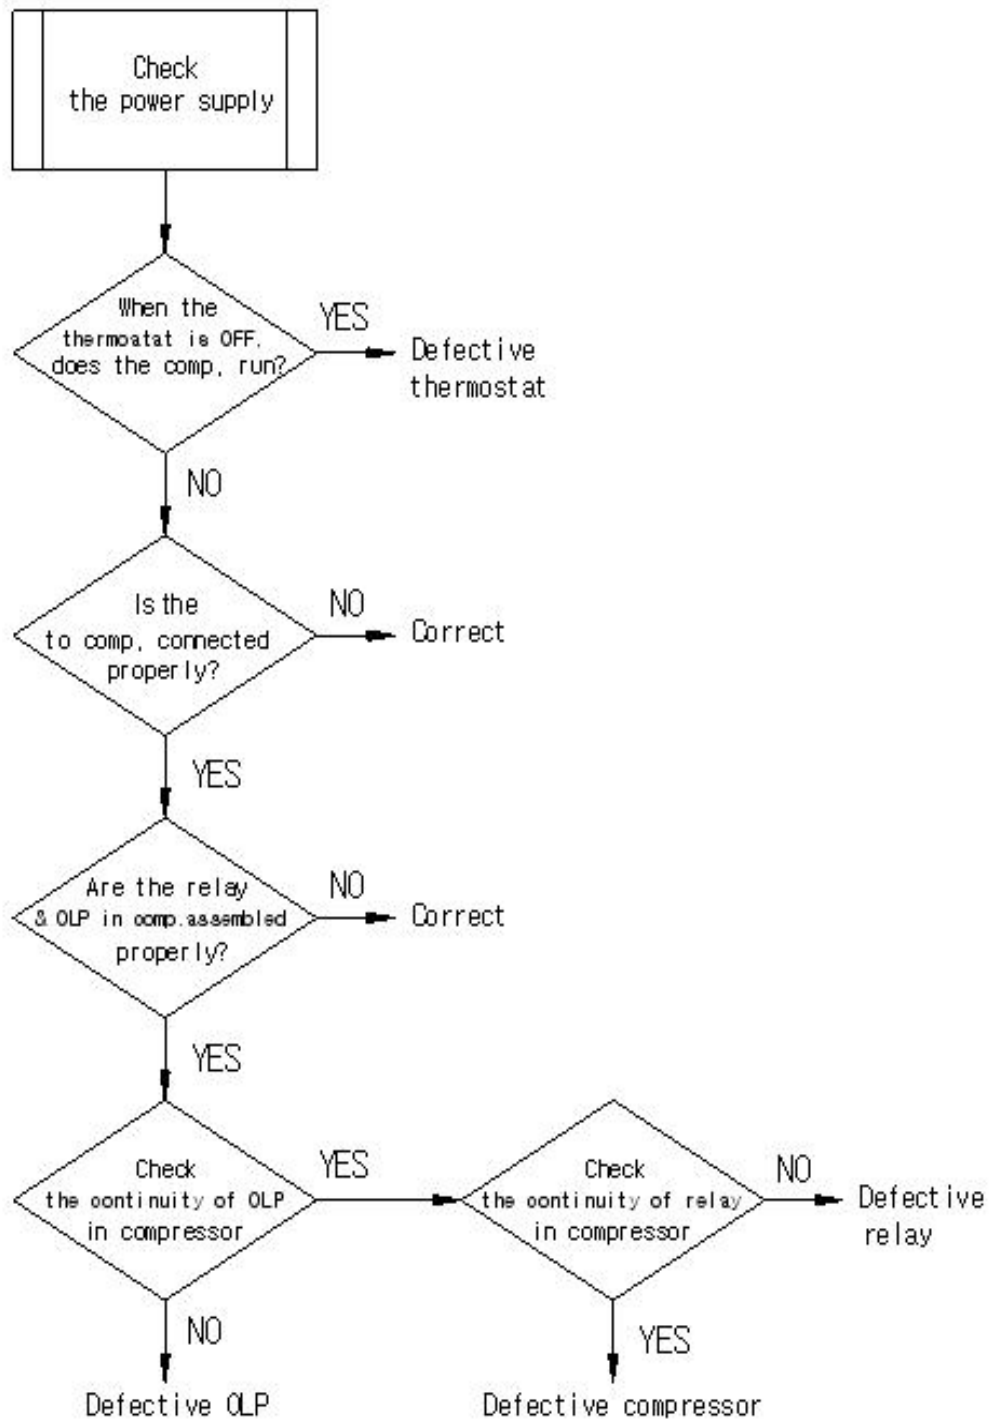 Check
the power supply
When the
thermostat is OFF,
does the comp, run?
YES
Defective
thermostat
NO
Is the
to comp, connected
properly?
NO
Correct
YES
Are the relay
& OLP in comp.assembled
properly?
NO
Correct
YES
Check
the continuity of OLP
in compressor
YES
Check
the continuity of relay
in compressor
NO
Defective
relay
NO
YES
Defective OLP
Defective compressor